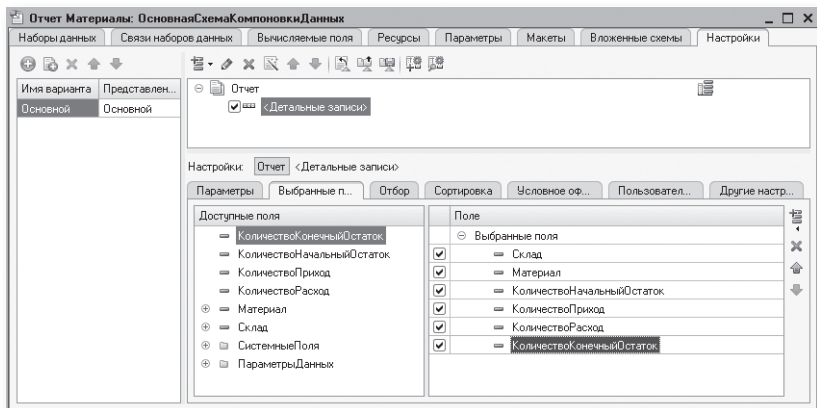 Отчет Материалы: ОсновнаяСхемаКомпоновкиДанных
Наборы данных Связи наборов данных Вычисляемые поля Ресурсы Параметры Макеты Вложенные схемы Настройки
Имя варианта Представлен...
Основной Основной
Отчет
<Детальные записи>
Настройки: Отчет <Детальные записи>
Параметры Выбранные п... Отбор Сортировка Условное оф... Пользовател... Другие настр...
Доступные поля
КоличествоКонечныйОстаток
КоличествоНачальныйОстаток
КоличествоПриход
КоличествоРасход
Материал
Склад
СистемныеПоля
ПараметрыДанных
Поле
Выбранные поля
Склад
Материал
КоличествоНачальныйОстаток
КоличествоПриход
КоличествоРасход
КоличествоКонечныйОстаток